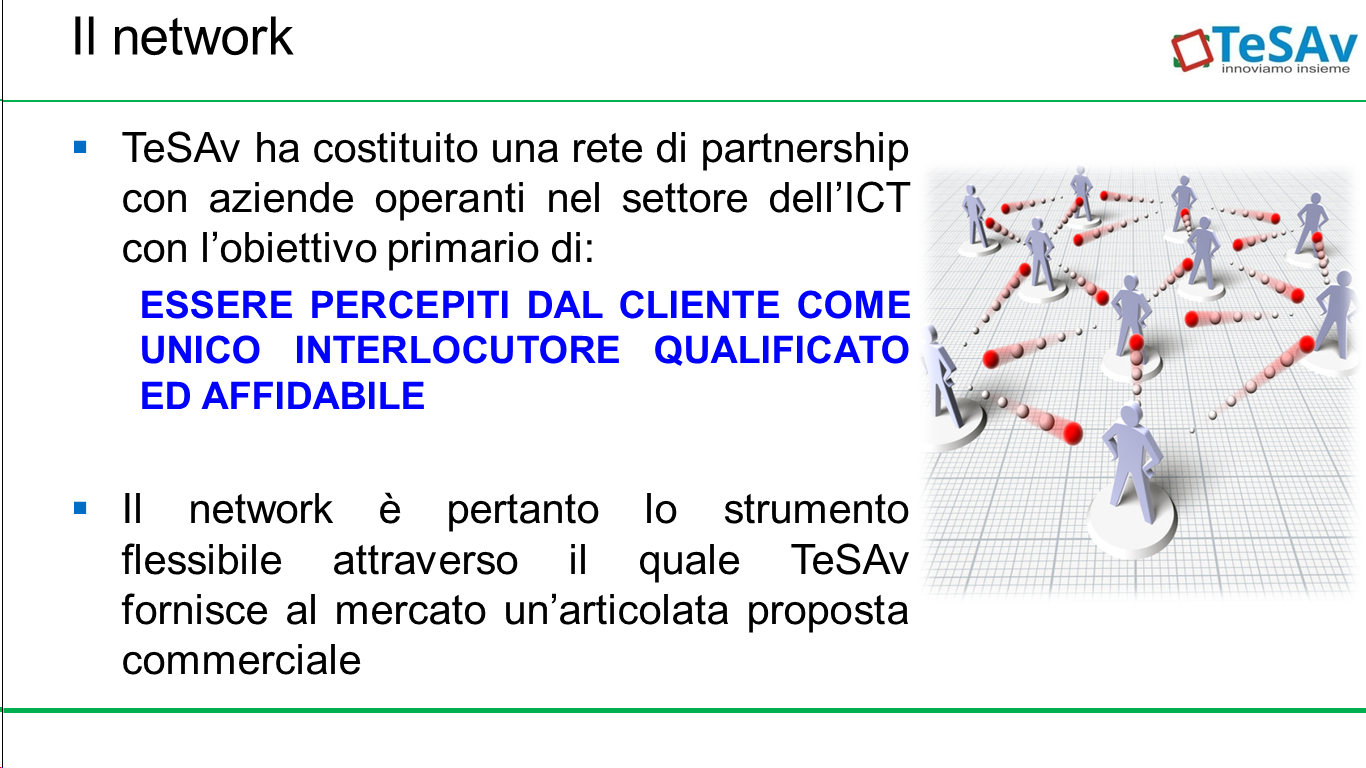 Il network
TeSAv
innoviamo insieme
TeSAv ha costituito una rete di partnership
con aziende operanti nel settore dell’ICT
con l’obiettivo primario di:
ESSERE PERCEPITI DAL CLIENTE COME
UNICO INTERLOCUTORE QUALIFICATO
ED AFFIDABILE
Il network è pertanto lo strumento
flessibile attraverso il quale TeSAv
fornisce al mercato un’articolata proposta
commerciale